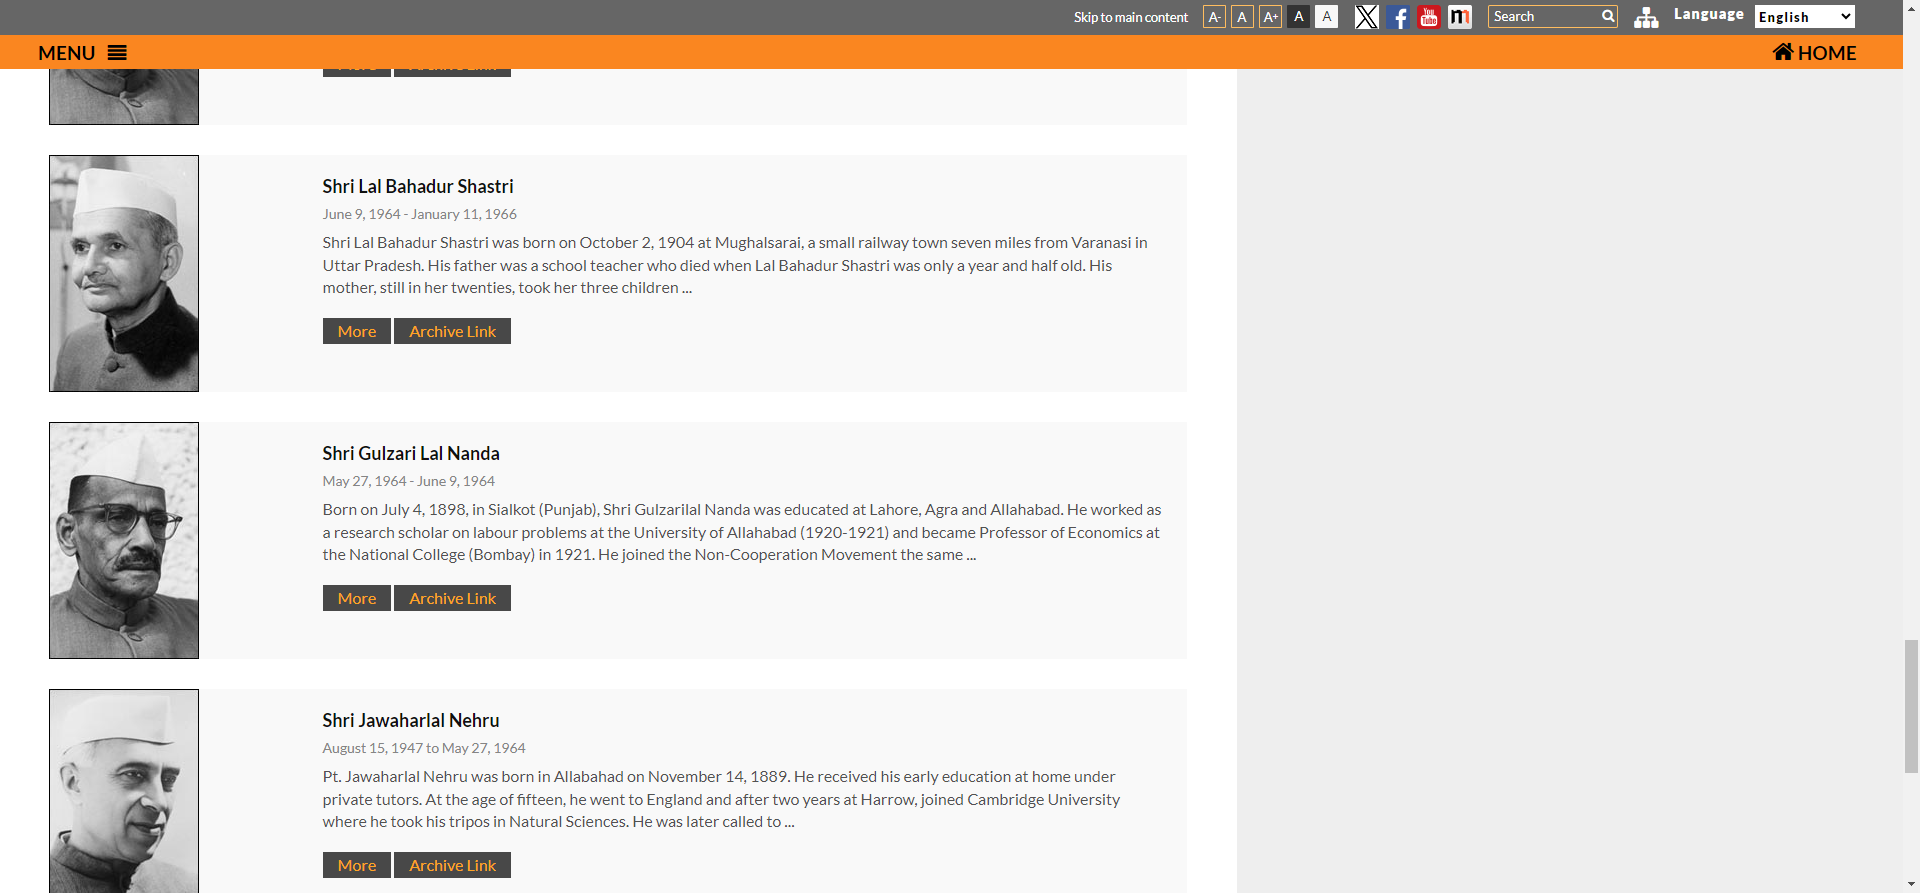 Skip to main content A- A A+ A A X f You Tube m Search Language English
MENU HOME
Shri Lal Bahadur Shastri
June 9, 1964 - January 11, 1966
Shri Lal Bahadur Shastri was born on October 2, 1904 at Mughalsarai, a small railway town seven miles from Varanasi in
Uttar Pradesh. His father was a school teacher who died when Lal Bahadur Shastri was only a year and half old. His
mother, still in her twenties, took her three children ...
More Archive Link
Shri Gulzari Lal Nanda
May 27, 1964 - June 9, 1964
Born on July 4, 1898, in Sialkot (Punjab), Shri Gulzarilal Nanda was educated at Lahore, Agra and Allahabad. He worked as
a research scholar on labour problems at the University of Allahabad (1920-1921) and became Professor of Economics at
the National College (Bombay) in 1921. He joined the Non-Cooperation Movement the same ...
More Archive Link
Shri Jawaharlal Nehru
August 15, 1947 to May 27, 1964
Pt. Jawaharlal Nehru was born in Allabahad on November 14, 1889. He received his early education at home under
private tutors. At the age of fifteen, he went to England and after two years at Harrow, joined Cambridge University
where he took his tripos in Natural Sciences. He was later called to ...
More Archive Link